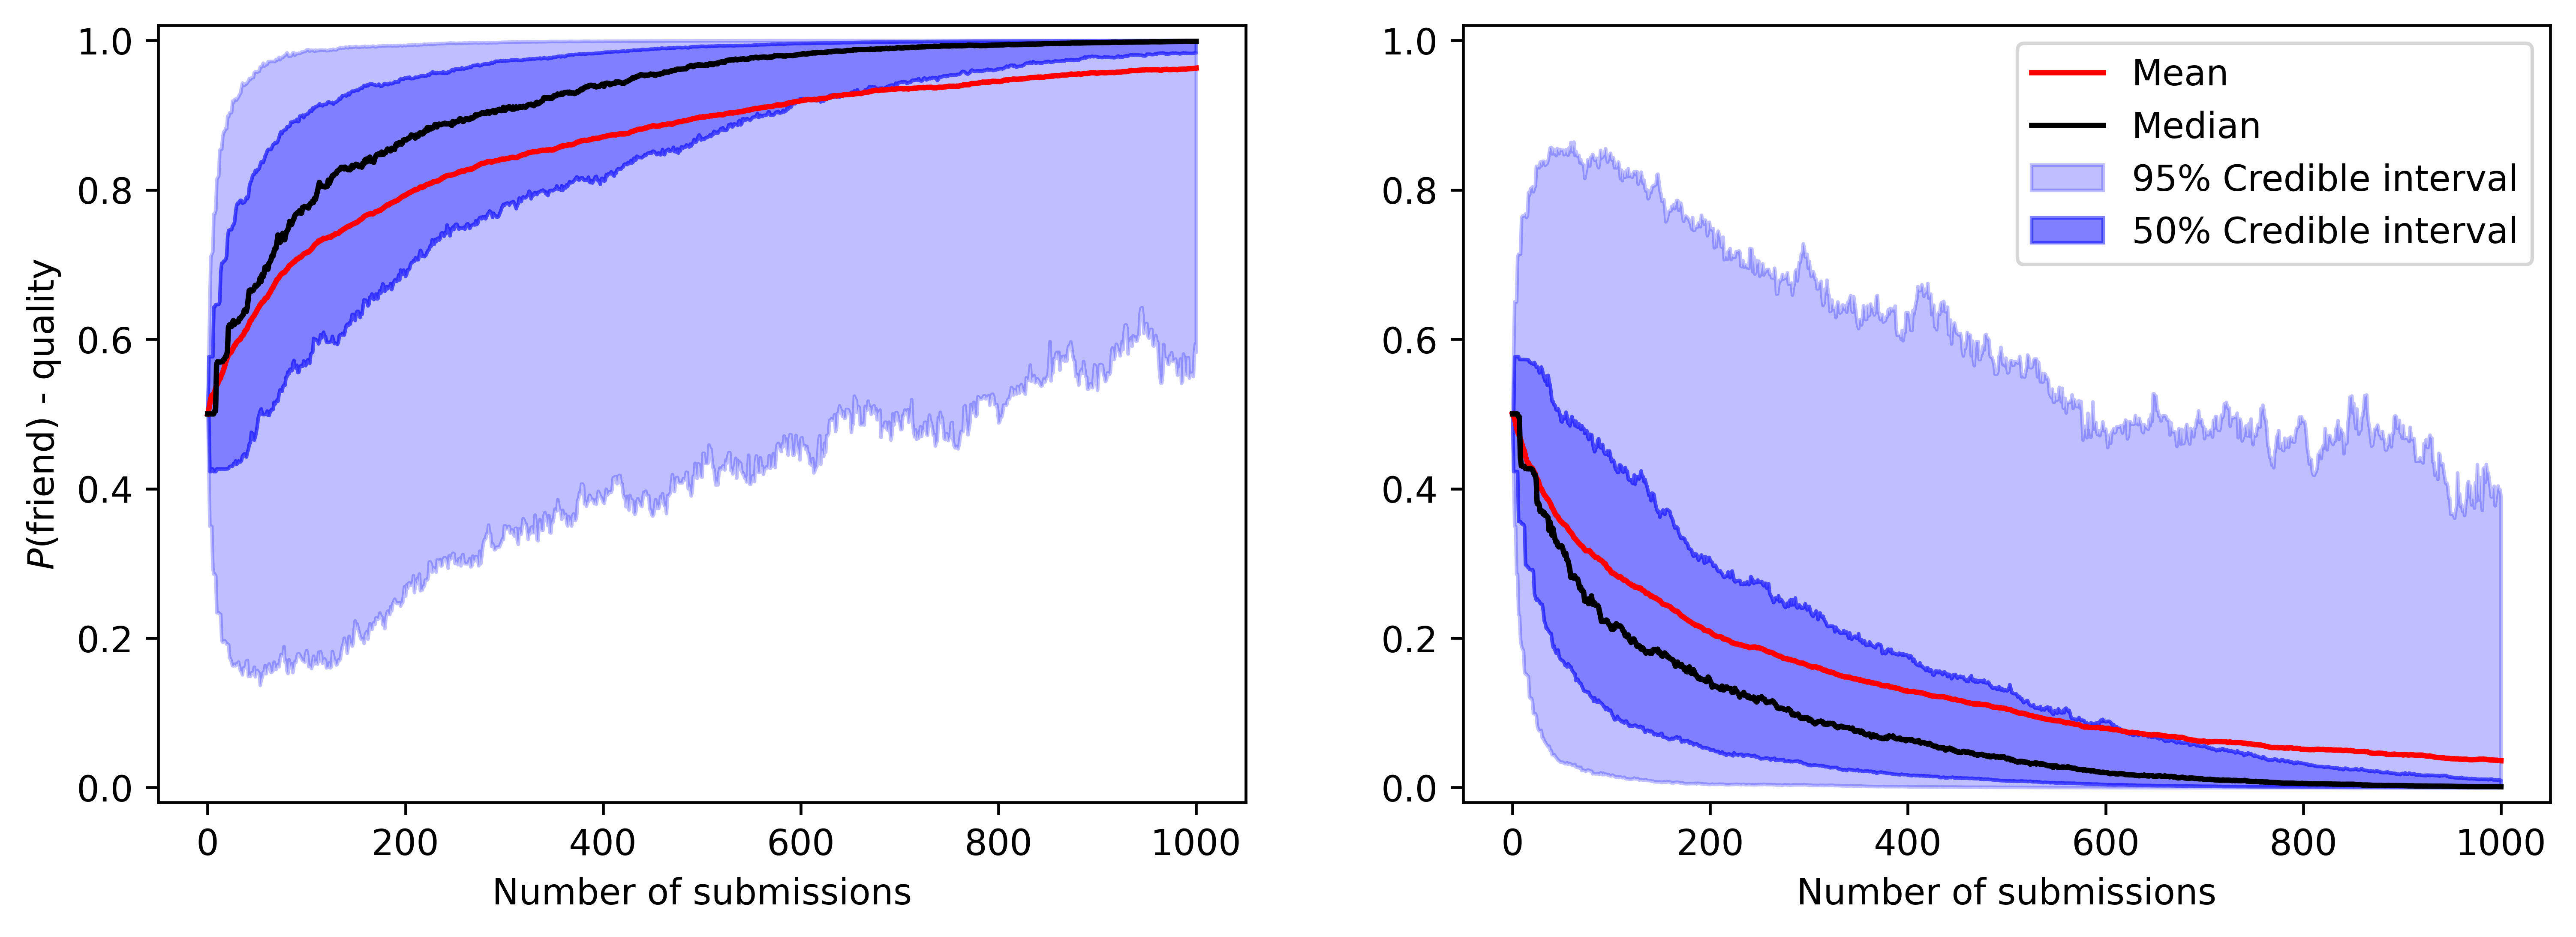 P(friend) - quality
1.0
0.8
0.6
0.4
0.2
0.0
0 200 400 600 800 1000
Number of submissions
1.0
0.8
0.6
0.4
0.2
0.0
0 200 400 600 800 1000
Number of submissions
Mean
Median
95% Credible interval
50% Credible interval